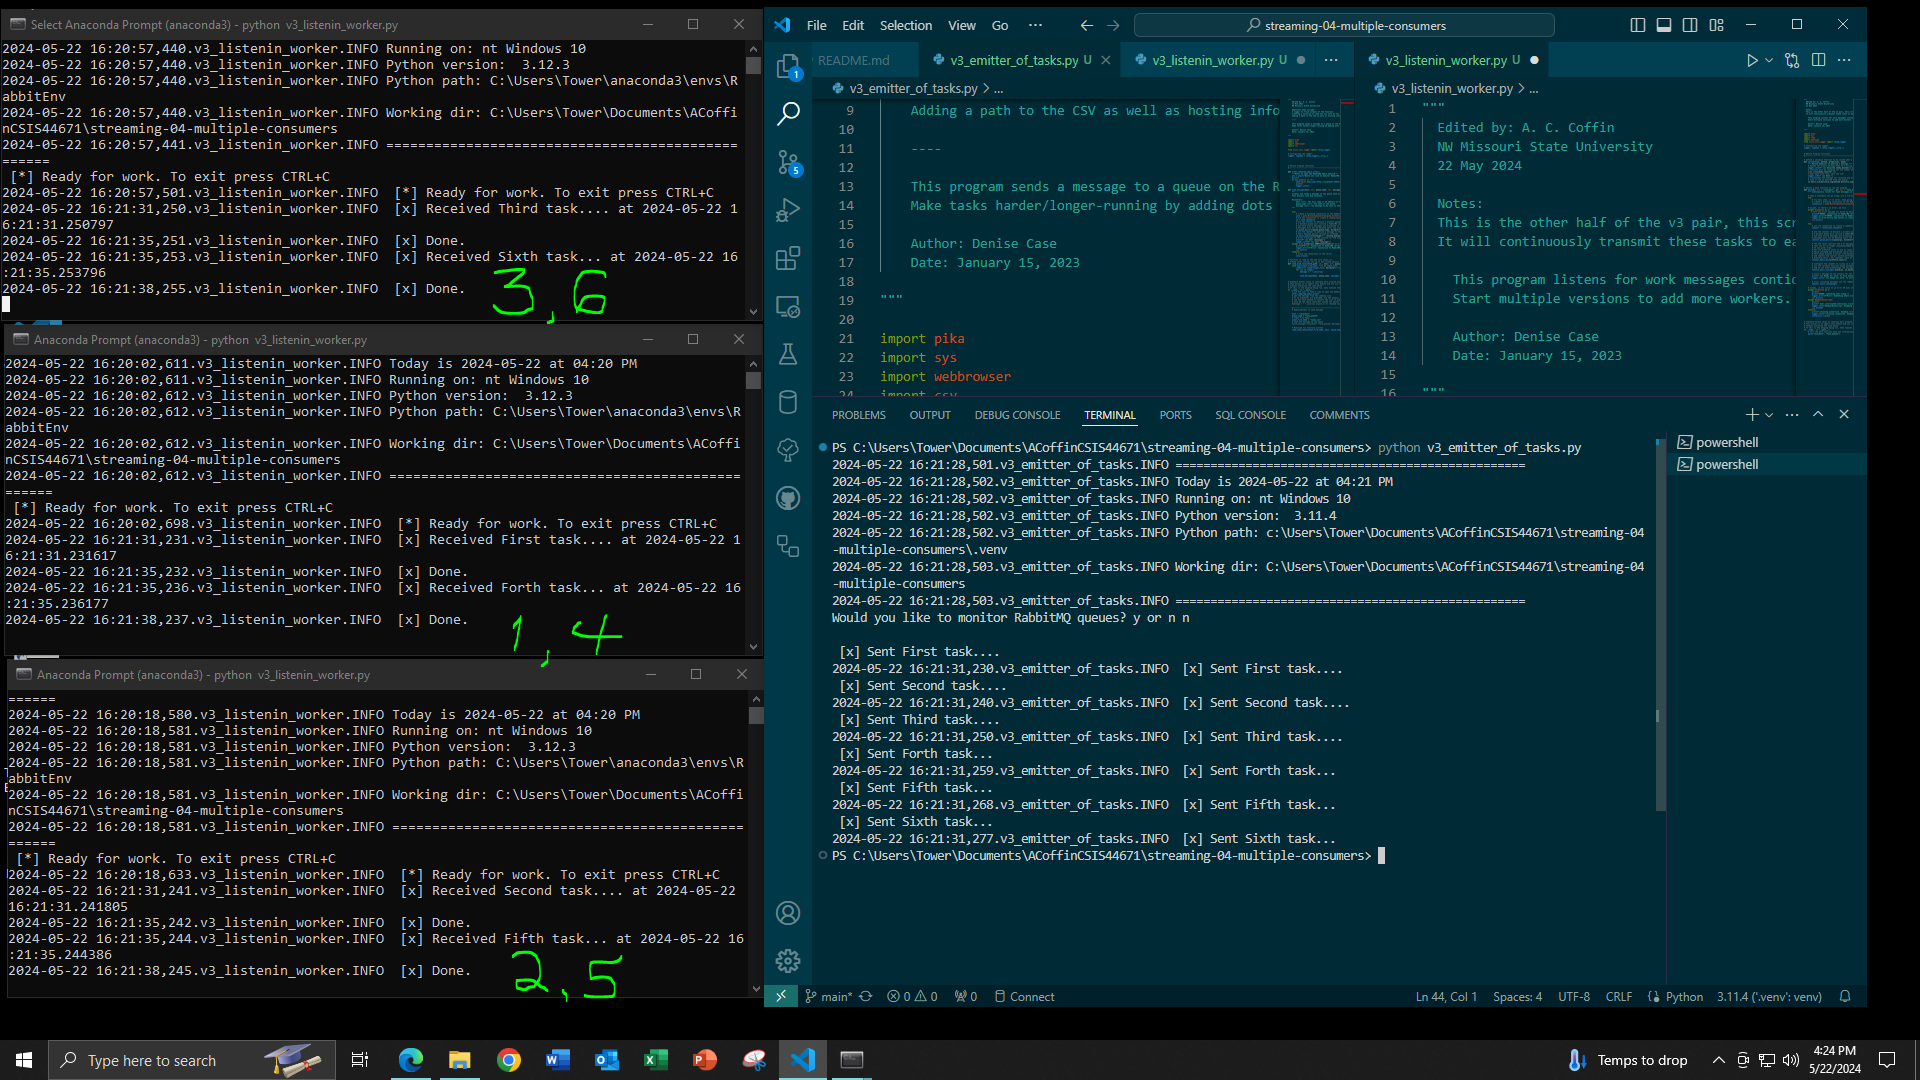 Select Anaconda Prompt (anaconda3) - python  v3_listenin_worker.py
2024-05-22 16:20:57,440.v3_listenin_worker.INFO Running on: nt Windows 10
2024-05-22 16:20:57,440.v3_listenin_worker.INFO Python version:  3.12.3
2024-05-22 16:20:57,440.v3_listenin_worker.INFO Python path: C:\Users\Tower\anaconda3\envs\R
abbitEnv
2024-05-22 16:20:57,440.v3_listenin_worker.INFO Working dir: C:\Users\Tower\Documents\ACoffi
nCSIS44671\streaming-04-multiple-consumers
2024-05-22 16:20:57,441.v3_listenin_worker.INFO ============================================
======
[*] Ready for work. To exit press CTRL+C
2024-05-22 16:20:57,501.v3_listenin_worker.INFO  [*] Ready for work. To exit press CTRL+C
2024-05-22 16:21:31,250.v3_listenin_worker.INFO  [x] Received Third task.... at 2024-05-22 1
6:21:31.250797
2024-05-22 16:21:35,251.v3_listenin_worker.INFO  [x] Done.
2024-05-22 16:21:35,253.v3_listenin_worker.INFO  [x] Received Sixth task... at 2024-05-22 16
:21:35.253796
2024-05-22 16:21:38,255.v3_listenin_worker.INFO  [x] Done.
3,6
Anaconda Prompt (anaconda3) - python  v3_listenin_worker.py
2024-05-22 16:20:02,611.v3_listenin_worker.INFO Today is 2024-05-22 at 04:20 PM
2024-05-22 16:20:02,611.v3_listenin_worker.INFO Running on: nt Windows 10
2024-05-22 16:20:02,612.v3_listenin_worker.INFO Python version:  3.12.3
2024-05-22 16:20:02,612.v3_listenin_worker.INFO Python path: C:\Users\Tower\anaconda3\envs\R
abbitEnv
2024-05-22 16:20:02,612.v3_listenin_worker.INFO Working dir: C:\Users\Tower\Documents\ACoffi
nCSIS44671\streaming-04-multiple-consumers
2024-05-22 16:20:02,612.v3_listenin_worker.INFO ============================================
======
[*] Ready for work. To exit press CTRL+C
2024-05-22 16:20:02,698.v3_listenin_worker.INFO  [*] Ready for work. To exit press CTRL+C
2024-05-22 16:21:31,231.v3_listenin_worker.INFO  [x] Received First task.... at 2024-05-22 1
6:21:31.231617
2024-05-22 16:21:35,232.v3_listenin_worker.INFO  [x] Done.
2024-05-22 16:21:35,236.v3_listenin_worker.INFO  [x] Received Forth task... at 2024-05-22 16
:21:35.236177
2024-05-22 16:21:38,237.v3_listenin_worker.INFO  [x] Done.
1,4
Anaconda Prompt (anaconda3) - python  v3_listenin_worker.py
======
2024-05-22 16:20:18,580.v3_listenin_worker.INFO Today is 2024-05-22 at 04:20 PM
2024-05-22 16:20:18,581.v3_listenin_worker.INFO Running on: nt Windows 10
2024-05-22 16:20:18,581.v3_listenin_worker.INFO Python version:  3.12.3
2024-05-22 16:20:18,581.v3_listenin_worker.INFO Python path: C:\Users\Tower\anaconda3\envs\R
abbitEnv
2024-05-22 16:20:18,581.v3_listenin_worker.INFO Working dir: C:\Users\Tower\Documents\ACoffi
nCSIS44671\streaming-04-multiple-consumers
2024-05-22 16:20:18,581.v3_listenin_worker.INFO ============================================
======
[*] Ready for work. To exit press CTRL+C
2024-05-22 16:20:18,633.v3_listenin_worker.INFO  [*] Ready for work. To exit press CTRL+C
2024-05-22 16:21:31,241.v3_listenin_worker.INFO  [x] Received Second task.... at 2024-05-22
16:21:31.241805
2024-05-22 16:21:35,242.v3_listenin_worker.INFO  [x] Done.
2024-05-22 16:21:35,244.v3_listenin_worker.INFO  [x] Received Fifth task... at 2024-05-22 16
:21:35.244386
2024-05-22 16:21:38,245.v3_listenin_worker.INFO  [x] Done.
2,5
File Edit Selection View Go ···
streaming-04-multiple-consumers
README.md v3_emitter_of_tasks.py U v3_listenin_worker.py U ···
v3_emitter_of_tasks.py > ...
9 Adding a path to the CSV as well as hosting info
10
11 ----
12
13 This program sends a message to a queue on the R
14 Make tasks harder/longer-running by adding dots
15
16 Author: Denise Case
17 Date: January 15, 2023
18
19 """
20
21 import pika
22 import sys
23 import webbrowser
24 import csv
v3_listenin_worker.py U
v3_listenin_worker.py > ...
1 """
2 Edited by: A. C. Coffin
3 NW Missouri State University
4 22 May 2024
5
6 Notes:
7 This is the other half of the v3 pair, this scr
8 It will continuously transmit these tasks to ea
9
10 This program listens for work messages contio
11 Start multiple versions to add more workers.
12
13 Author: Denise Case
14 Date: January 15, 2023
15
16 """
PROBLEMS OUTPUT DEBUG CONSOLE TERMINAL PORTS SQL CONSOLE COMMENTS
PS C:\Users\Tower\Documents\ACoffinCSIS44671\streaming-04-multiple-consumers> python v3_emitter_of_tasks.py
2024-05-22 16:21:28,501.v3_emitter_of_tasks.INFO ==================================================
2024-05-22 16:21:28,502.v3_emitter_of_tasks.INFO Today is 2024-05-22 at 04:21 PM
2024-05-22 16:21:28,502.v3_emitter_of_tasks.INFO Running on: nt Windows 10
2024-05-22 16:21:28,502.v3_emitter_of_tasks.INFO Python version:  3.11.4
2024-05-22 16:21:28,502.v3_emitter_of_tasks.INFO Python path: c:\Users\Tower\Documents\ACoffinCSIS44671\streaming-04
-multiple-consumers\.venv
2024-05-22 16:21:28,503.v3_emitter_of_tasks.INFO Working dir: C:\Users\Tower\Documents\ACoffinCSIS44671\streaming-04
-multiple-consumers
2024-05-22 16:21:28,503.v3_emitter_of_tasks.INFO ==================================================
Would you like to monitor RabbitMQ queues? y or n n
[x] Sent First task....
2024-05-22 16:21:31,230.v3_emitter_of_tasks.INFO  [x] Sent First task....
[x] Sent Second task....
2024-05-22 16:21:31,240.v3_emitter_of_tasks.INFO  [x] Sent Second task....
[x] Sent Third task....
2024-05-22 16:21:31,250.v3_emitter_of_tasks.INFO  [x] Sent Third task....
[x] Sent Forth task...
2024-05-22 16:21:31,259.v3_emitter_of_tasks.INFO  [x] Sent Forth task...
[x] Sent Fifth task...
2024-05-22 16:21:31,268.v3_emitter_of_tasks.INFO  [x] Sent Fifth task...
[x] Sent Sixth task...
2024-05-22 16:21:31,277.v3_emitter_of_tasks.INFO  [x] Sent Sixth task...
PS C:\Users\Tower\Documents\ACoffinCSIS44671\streaming-04-multiple-consumers>
powershell
powershell
1
5
main* 0 0 0 Connect Ln 44, Col 1 Spaces: 4 UTF-8 CRLF Python 3.11.4 ('.venv': venv)
Type here to search
Temps to drop
4:24 PM
5/22/2024